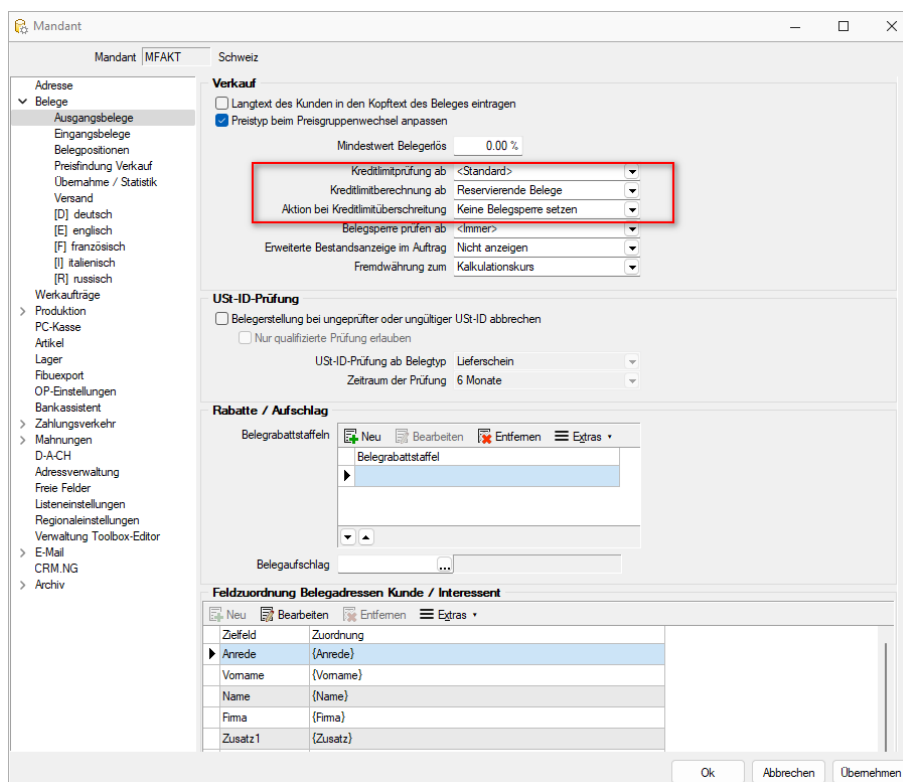 Mandant
Mandant MFAKT Schweiz
Adresse
Belege
Ausgangsbelege
Eingangsbelege
Belegpositionen
Preisfindung Verkauf
Übernahme / Statistik
Versand
[D] deutsch
[E] englisch
[F] französisch
[I] italienisch
[R] russisch
Werkaufträge
Produktion
PC-Kasse
Artikel
Lager
Fibuexport
OP-Einstellungen
Bankassistent
Zahlungsverkehr
Mahnungen
D-A-CH
Adressverwaltung
Freie Felder
Listeneinstellungen
Regionaleinstellungen
Verwaltung Toolbox-Editor
E-Mail
CRM.NG
Archiv
Verkauf
Langtext des Kunden in den Kopftext des Beleges eintragen
Preistyp beim Preisgruppenwechsel anpassen
Mindestwert Belegerlös 0.00 %
Kreditlimitprüfung ab <Standard>
Kreditlimitberechnung ab Reservierende Belege
Aktion bei Kreditlimitüberschreitung Keine Belegsperre setzen
Belegsperre prüfen ab <Immer>
Erweiterte Bestandsanzeige im Auftrag Nicht anzeigen
Fremdwährung zum Kalkulationskurs
USt-ID-Prüfung
Belegerstellung bei ungeprüfter oder ungültiger USt-ID abbrechen
Nur qualifizierte Prüfung erlauben
USt-ID-Prüfung ab Belegtyp Lieferschein
Zeitraum der Prüfung 6 Monate
Rabatte / Aufschlag
Belegrabattstaffeln Neu Bearbeiten Entfernen Extras
Belegrabattstaffel
Belegaufschlag ...
Feldzuordnung Belegadressen Kunde / Interessent
Neu Bearbeiten Entfernen Extras
Zielfeld Zuordnung
Anrede {Anrede}
Vorname {Vorname}
Name {Name}
Firma {Firma}
Zusatz1 {Zusatz}
Ok Abbrechen Übernehmen